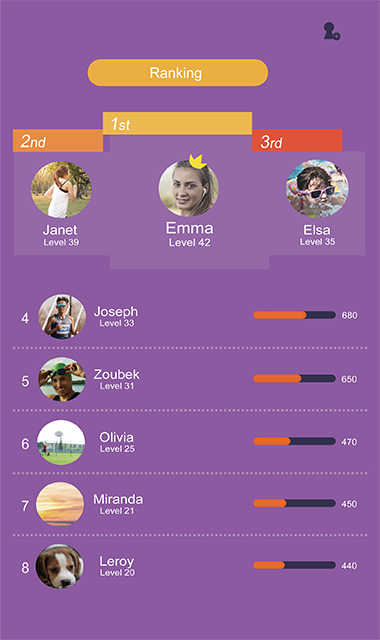 Ranking
1st
2nd
3rd
Janet
Level 39
Emma
Level 42
Elsa
Level 35
4
Joseph
Level 33
680
5
Zoubek
Level 31
650
6
Olivia
Level 25
470
7
Miranda
Level 21
450
8
Leroy
Level 20
440